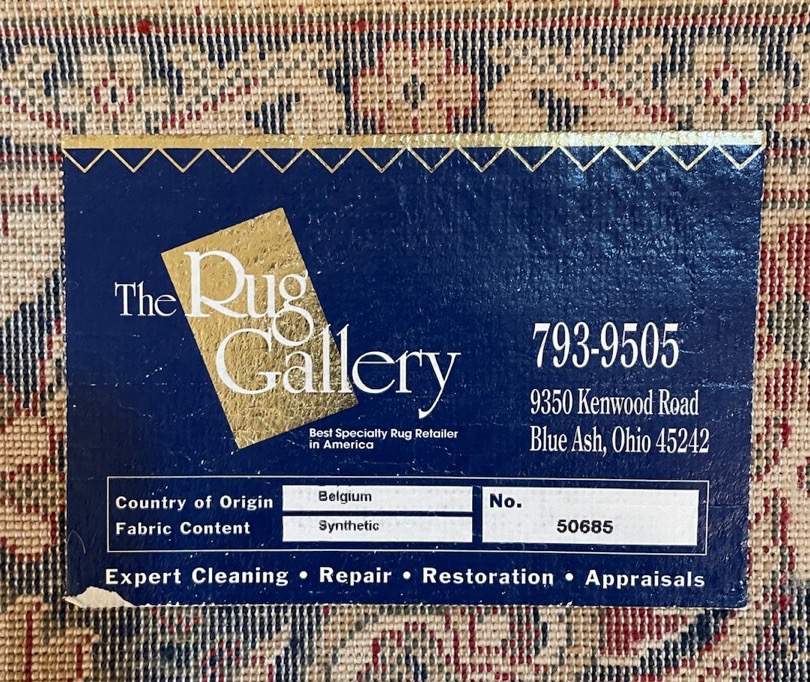 The Rug
Gallery
Best Specialty Rug Retailer
in America
793-9505
9350 Kenwood Road
Blue Ash, Ohio 45242
Country of Origin Belgium
Fabric Content Synthetic
No.
50685
Expert Cleaning • Repair • Restoration • Appraisals